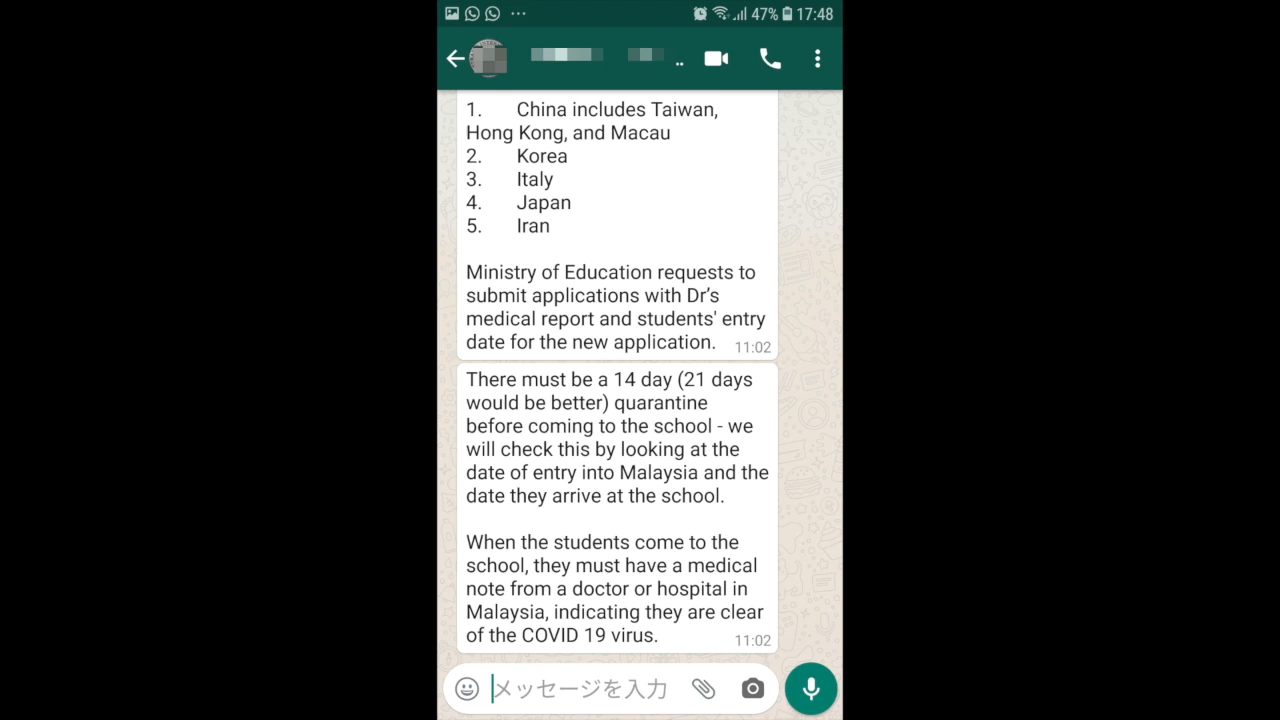 47% 17:48
..
1. China includes Taiwan,
Hong Kong, and Macau
2. Korea
3. Italy
4. Japan
5. Iran
Ministry of Education requests to
submit applications with Dr’s
medical report and students' entry
date for the new application. 11:02
There must be a 14 day (21 days
would be better) quarantine
before coming to the school - we
will check this by looking at the
date of entry into Malaysia and the
date they arrive at the school.
When the students come to the
school, they must have a medical
note from a doctor or hospital in
Malaysia, indicating they are clear
of the COVID 19 virus. 11:02
メッセージを入力